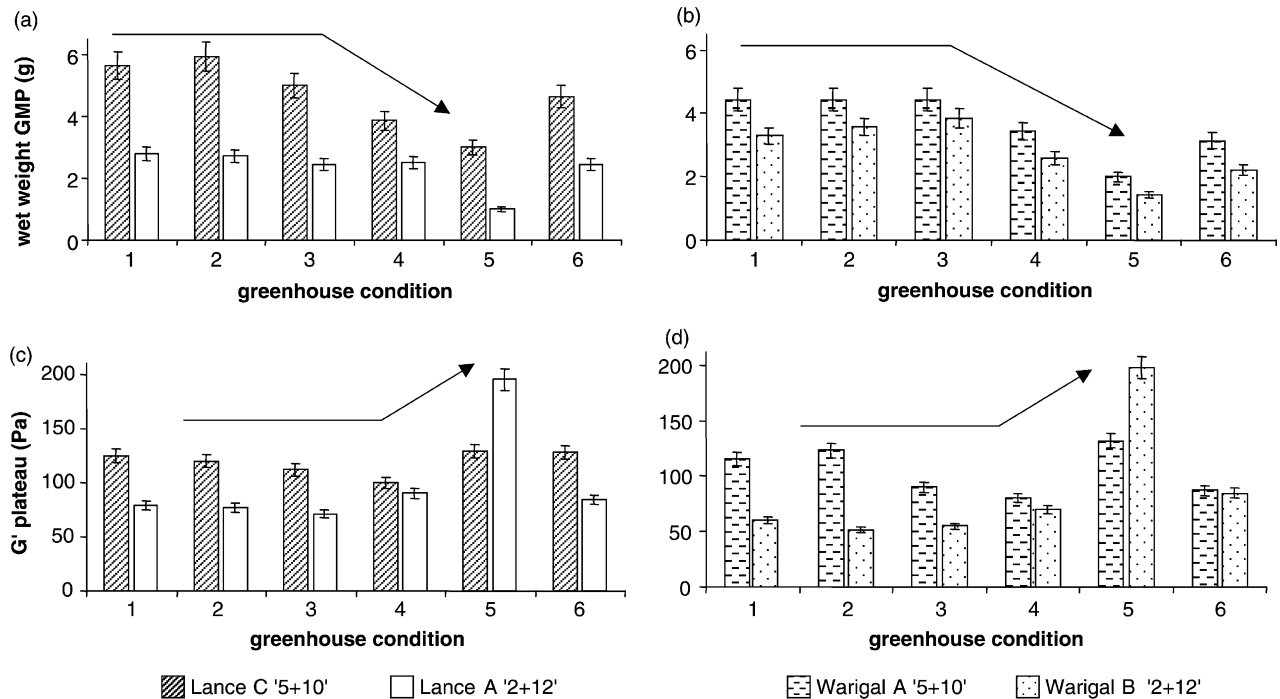 (a)
wet weight GMP (g)
6
4
2
0
1 2 3 4 5 6
greenhouse condition
(b)
6
4
2
0
1 2 3 4 5 6
greenhouse condition
(c)
G' plateau (Pa)
200
150
100
50
0
1 2 3 4 5 6
greenhouse condition
(d)
200
150
100
50
0
1 2 3 4 5 6
greenhouse condition
Lance C '5+10' Lance A '2+12' Warigal A '5+10' Warigal B '2+12'